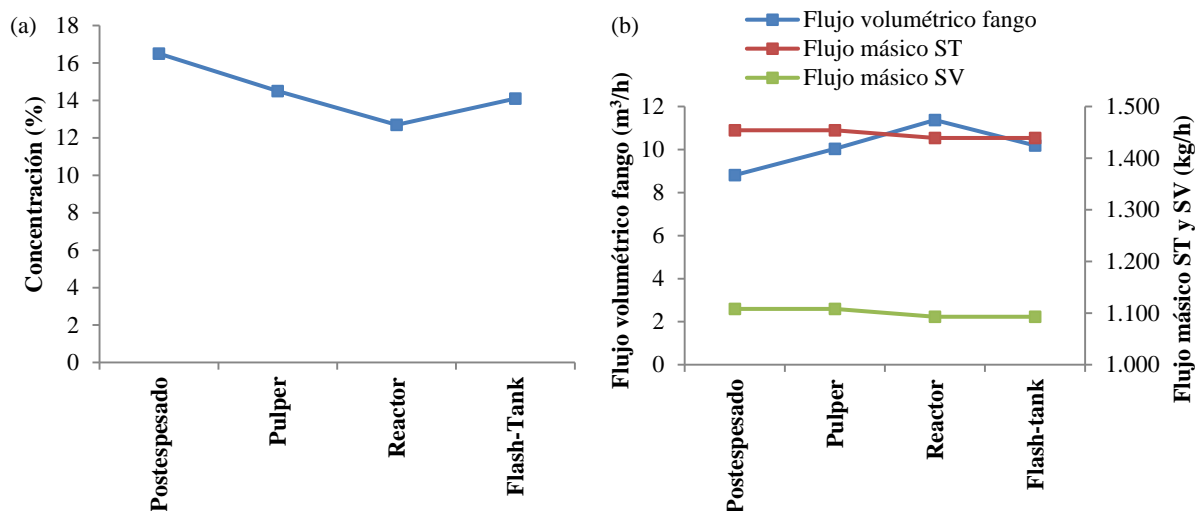 (a)
Concentración (%)
18
16
14
12
10
8
6
4
2
0
Postespesado
Pulper
Reactor
Flash-Tank
(b)
Flujo volumétrico fango
Flujo másico ST
Flujo másico SV
Flujo volumétrico fango (m³/h)
12
10
8
6
4
2
0
1.500
1.400
1.300
1.200
1.100
1.000
Flujo másico ST y SV (kg/h)
Postespesado
Pulper
Reactor
Flash-tank